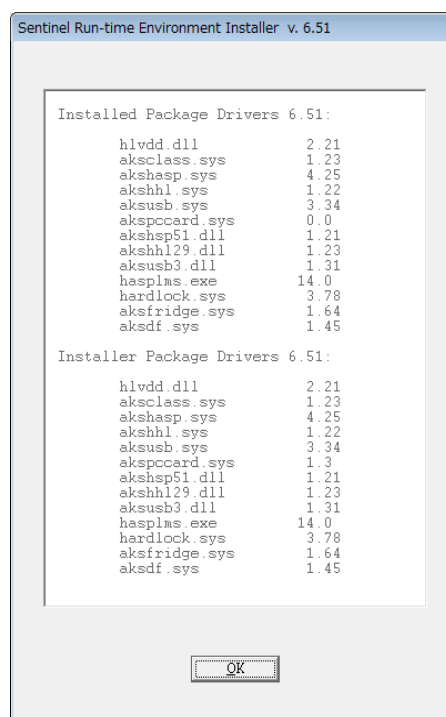 Sentinel Run-time Environment Installer v. 6.51
Installed Package Drivers 6.51:
hlvdd.dll 2.21
aksclass.sys 1.23
akshasp.sys 4.25
akshhl.sys 1.22
aksusb.sys 3.34
akspccard.sys 0.0
akshsp51.dll 1.21
akshhl29.dll 1.23
aksusb3.dll 1.31
hasplms.exe 14.0
hardlock.sys 3.78
aksfridge.sys 1.64
aksdf.sys 1.45
Installer Package Drivers 6.51:
hlvdd.dll 2.21
aksclass.sys 1.23
akshasp.sys 4.25
akshhl.sys 1.22
aksusb.sys 3.34
akspccard.sys 1.3
akshsp51.dll 1.21
akshhl29.dll 1.23
aksusb3.dll 1.31
hasplms.exe 14.0
hardlock.sys 3.78
aksfridge.sys 1.64
aksdf.sys 1.45
OK